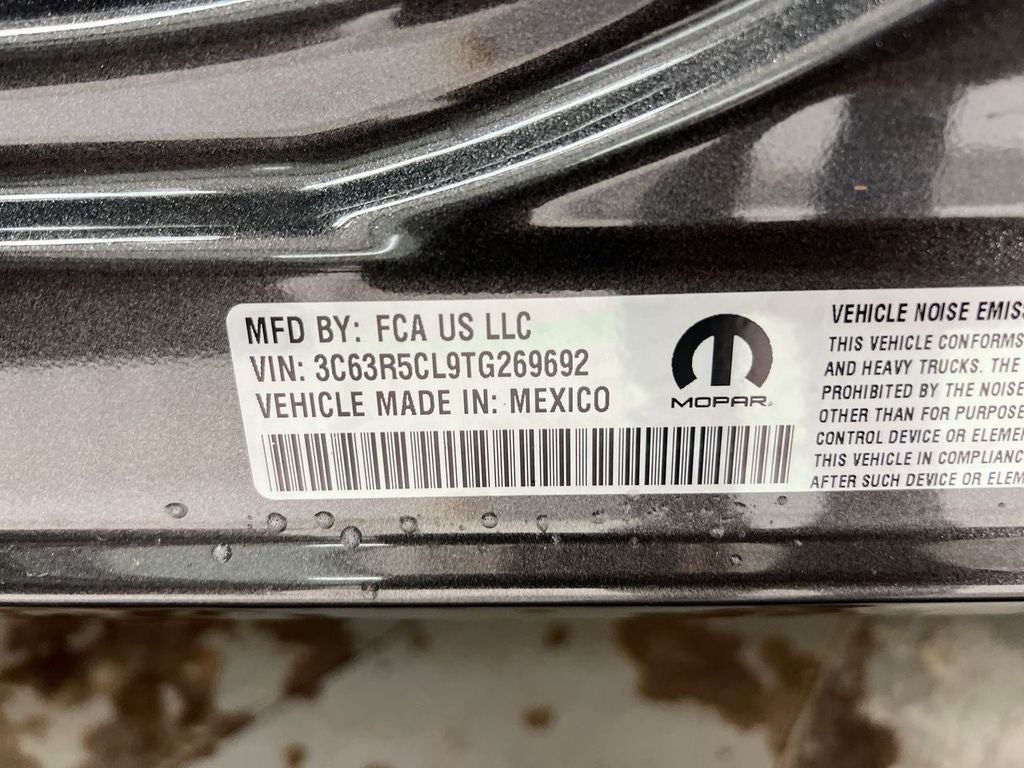 MFD BY: FCA US LLC
VIN: 3C63R5CL9TG269692
VEHICLE MADE IN: MEXICO
MOPAR®
VEHICLE NOISE EMISS
THIS VEHICLE CONFORMS
AND HEAVY TRUCKS. THE
PROHIBITED BY THE NOISE
OTHER THAN FOR PURPOSE
CONTROL DEVICE OR ELEMEN
THIS VEHICLE IN COMPLIANC
AFTER SUCH DEVICE OR ELEM